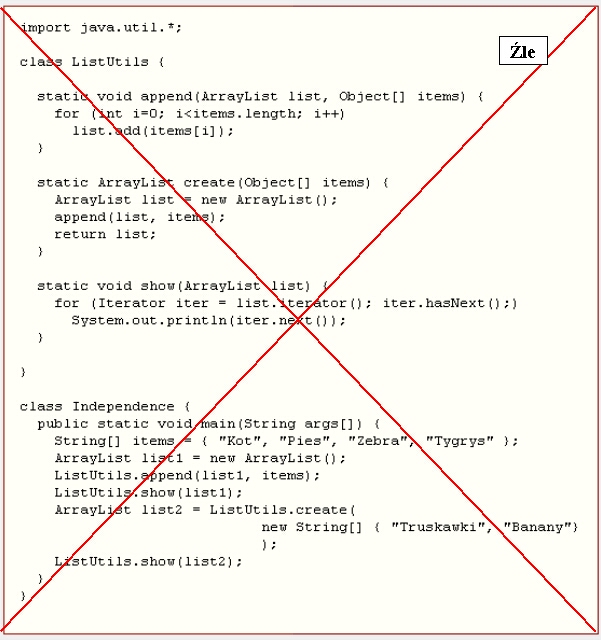 import java.util.*;
Źle
class ListUtils {
static void append(ArrayList list, Object[] items) {
for (int i=0; i<items.length; i++)
list.add(items[i]);
}
static ArrayList create(Object[] items) {
ArrayList list = new ArrayList();
append(list, items);
return list;
}
static void show(ArrayList list) {
for (Iterator iter = list.iterator(); iter.hasNext();)
System.out.println(iter.next());
}
}
class Independence {
public static void main(String args[]) {
String[] items = { "Kot", "Pies", "Zebra", "Tygrys" };
ArrayList list1 = new ArrayList();
ListUtils.append(list1, items);
ListUtils.show(list1);
ArrayList list2 = ListUtils.create(
new String[] { "Truskawki", "Banany"}
);
ListUtils.show(list2);
}
}